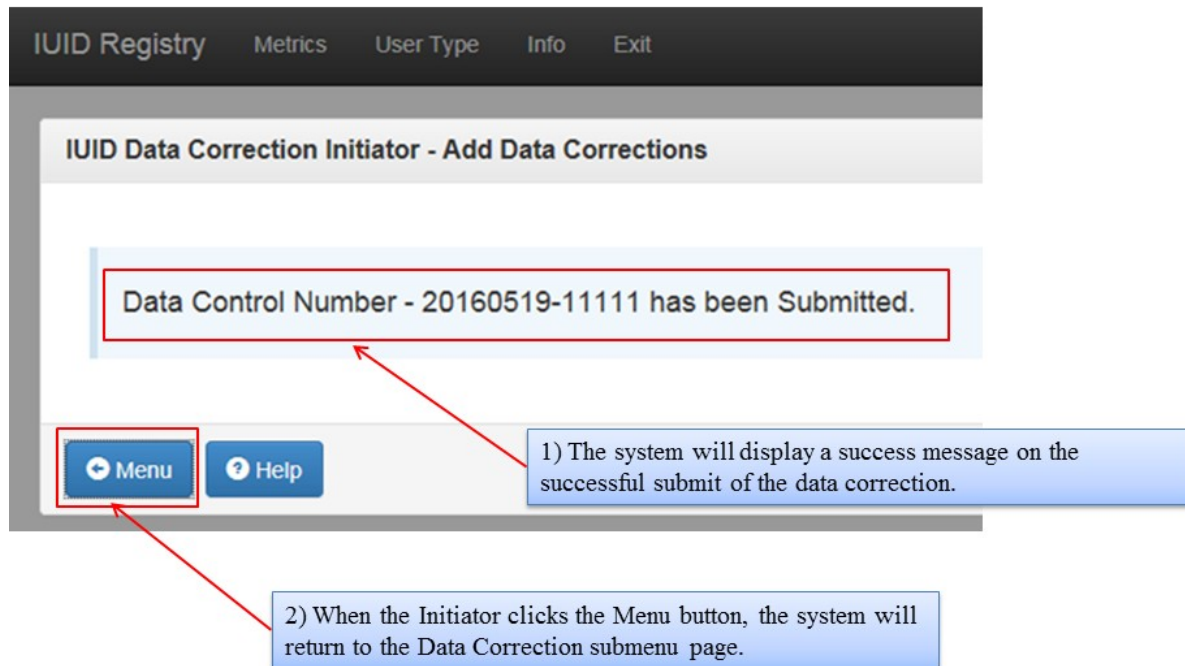 IUID Registry Metrics User Type Info Exit
IUID Data Correction Initiator - Add Data Corrections
Data Control Number - 20160519-11111 has been Submitted.
Menu Help
1) The system will display a success message on the
successful submit of the data correction.
2) When the Initiator clicks the Menu button, the system will
return to the Data Correction submenu page.